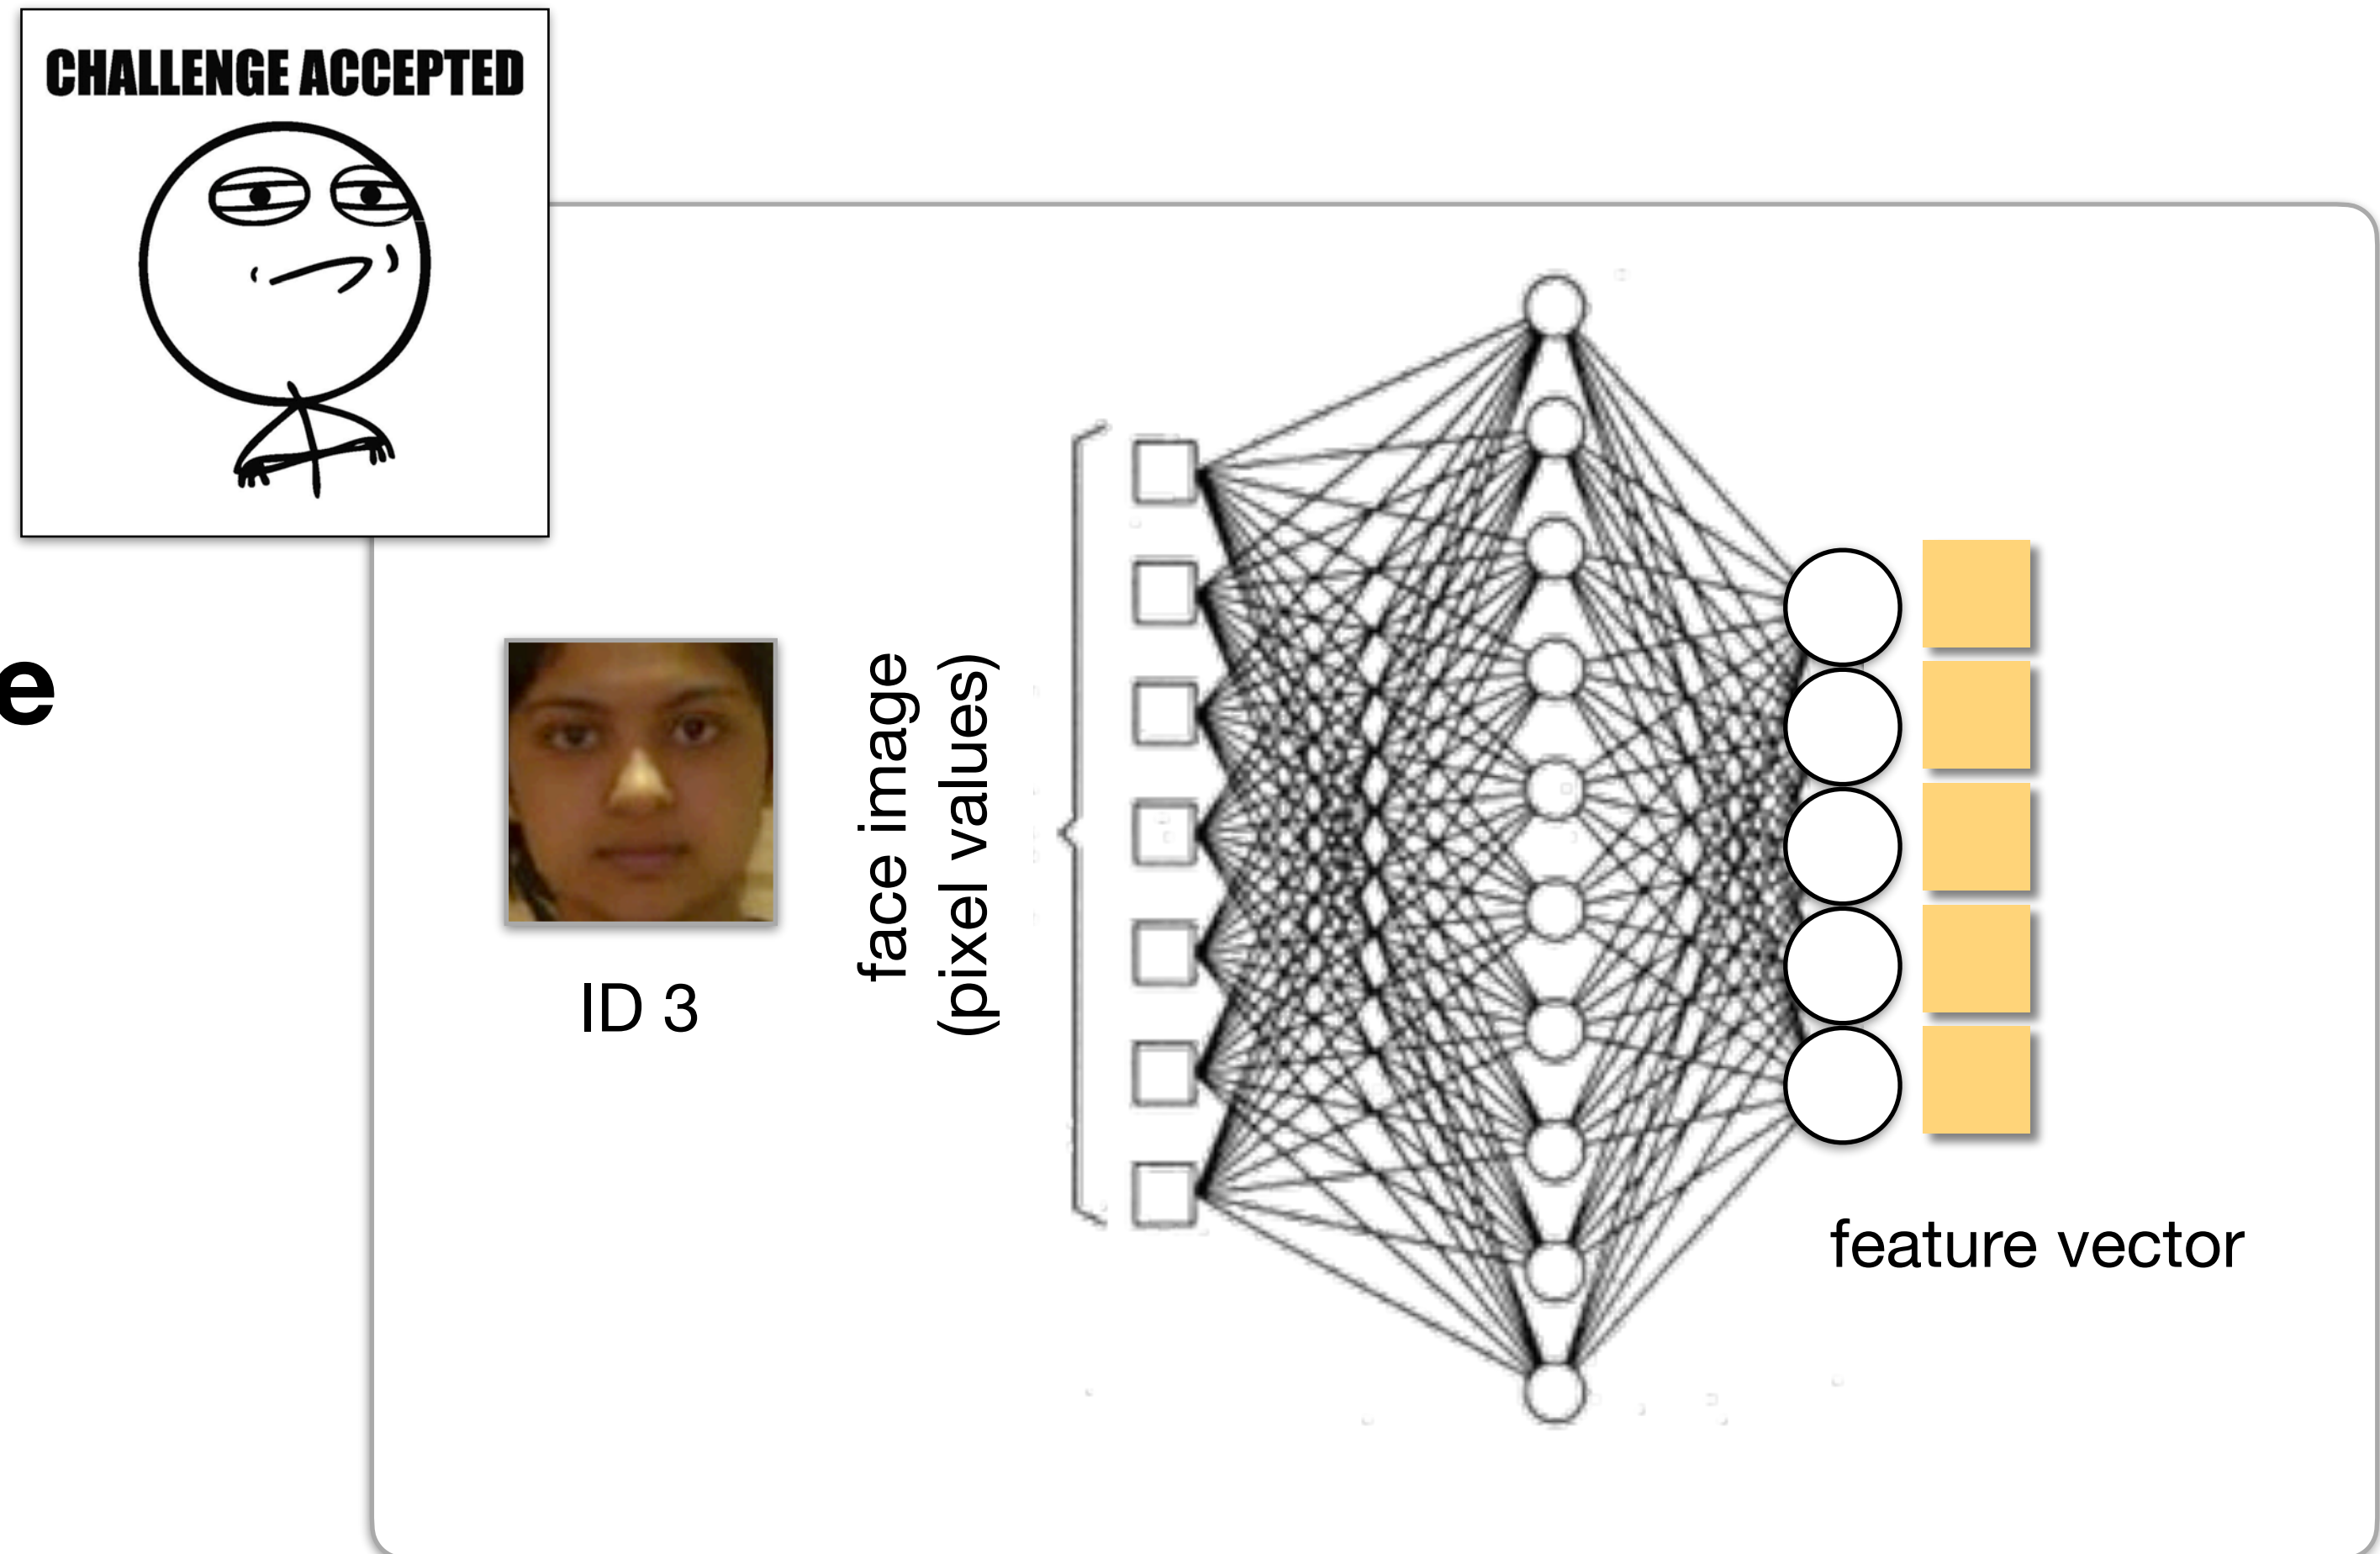 CHALLENGE ACCEPTED
e
ID 3
face image
(pixel values)
feature vector